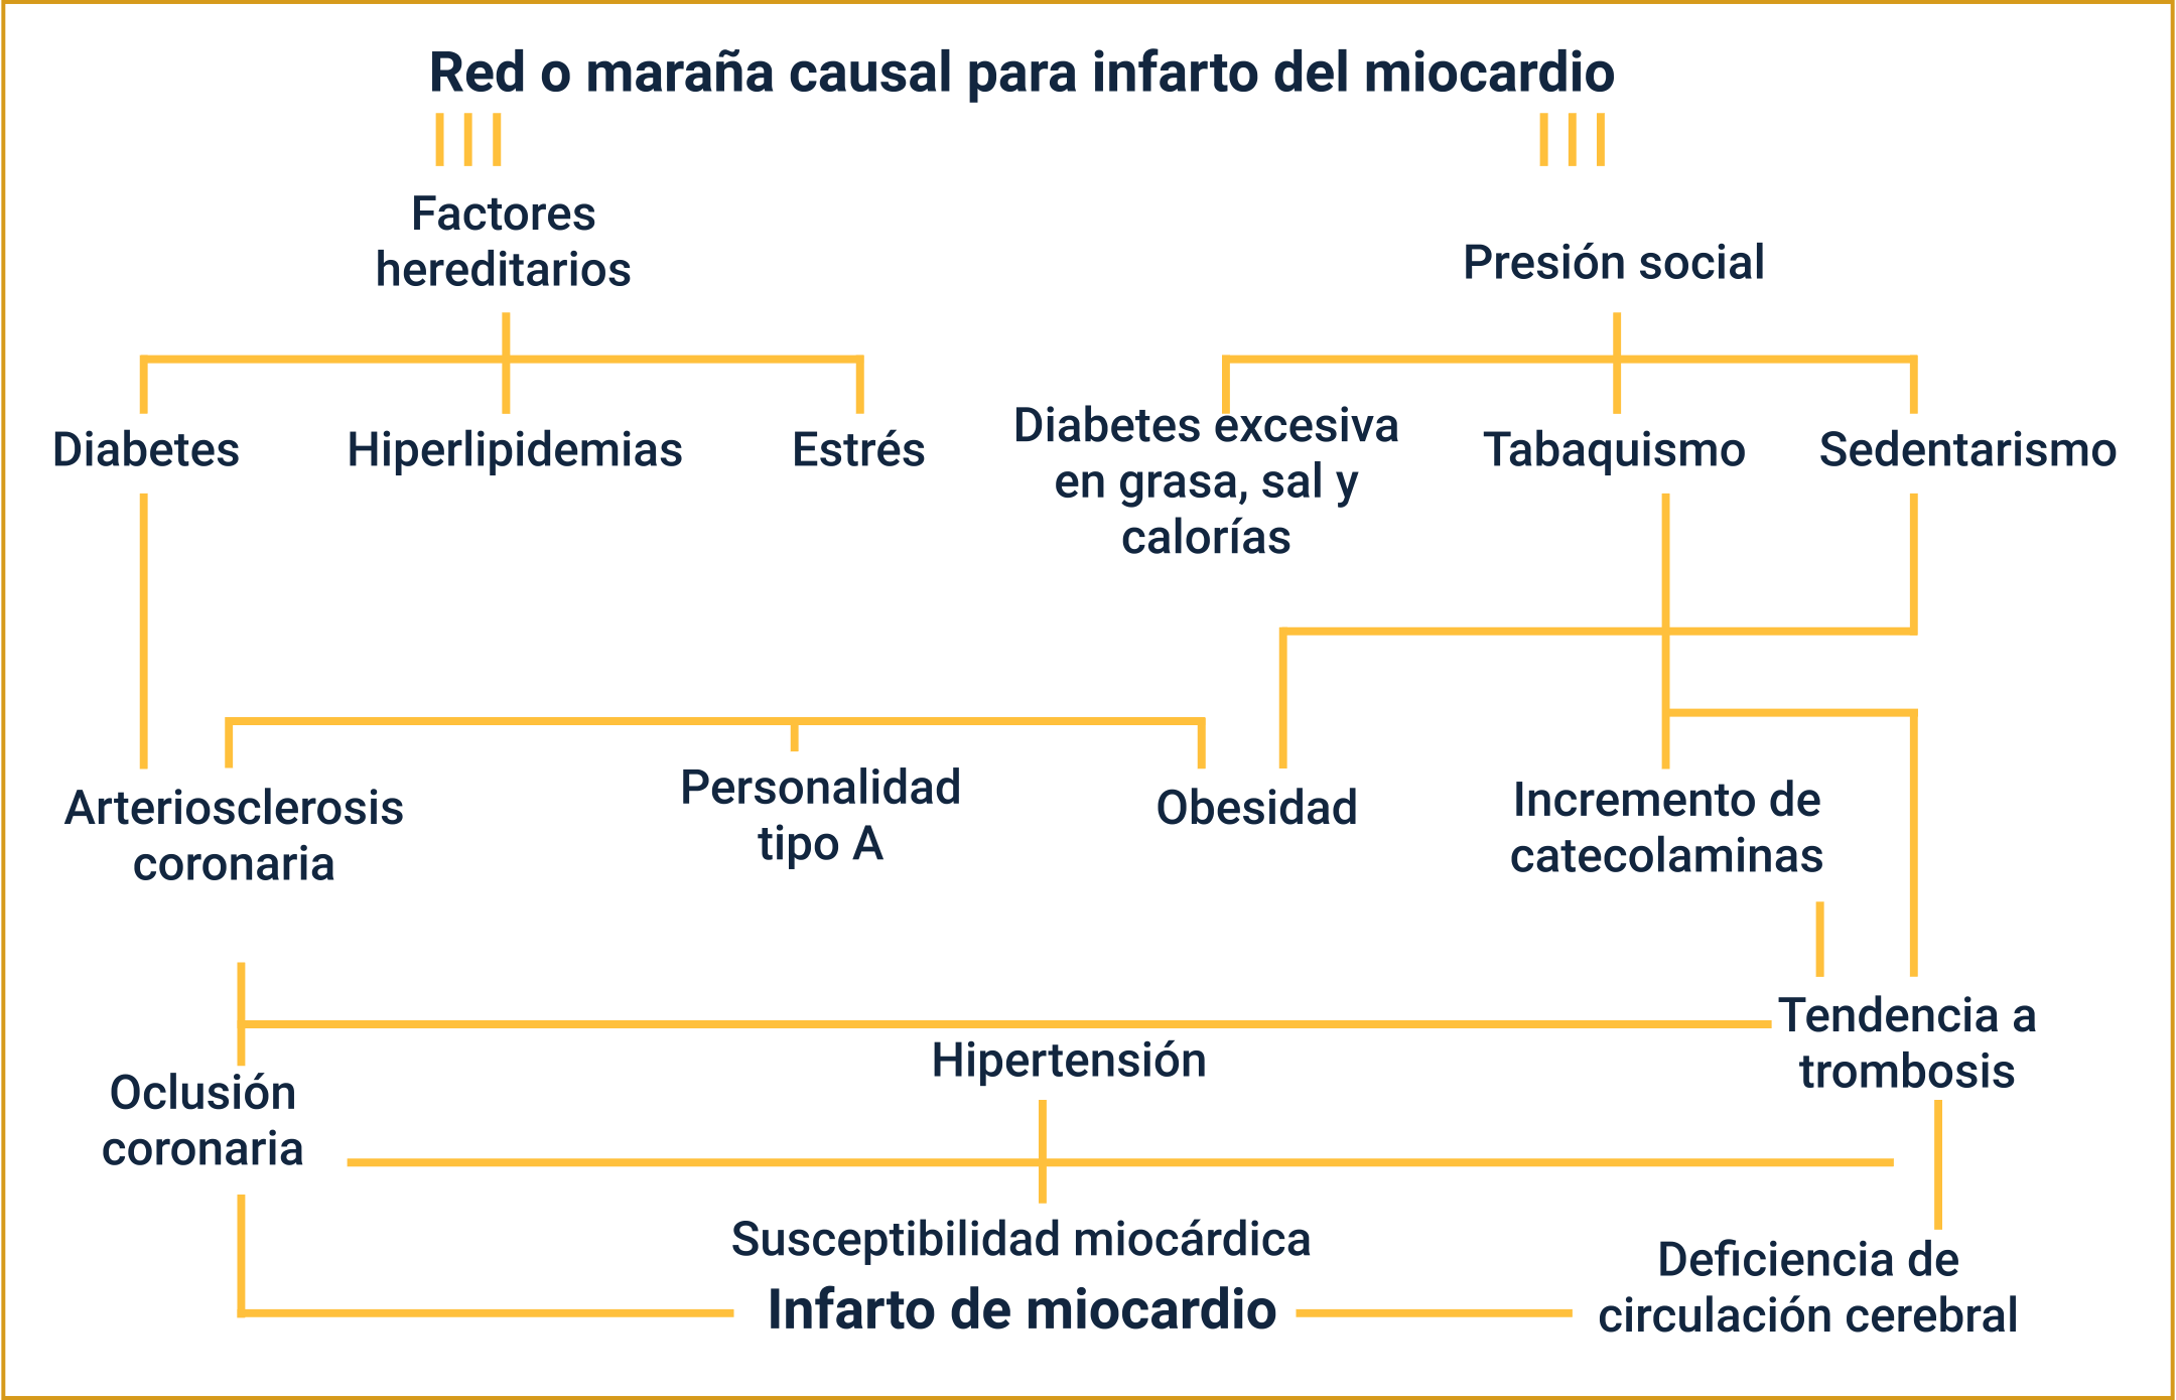 Red o maraña causal para infarto del miocardio
Factores
hereditarios
Presión social
Diabetes
Hiperlipidemias
Estrés
Diabetes excesiva
en grasa, sal y
calorías
Tabaquismo
Sedentarismo
Arteriosclerosis
coronaria
Personalidad
tipo A
Obesidad
Incremento de
catecolaminas
Tendencia a
trombosis
Hipertensión
Oclusión
coronaria
Susceptibilidad miocárdica
Infarto de miocardio
Deficiencia de
circulación cerebral